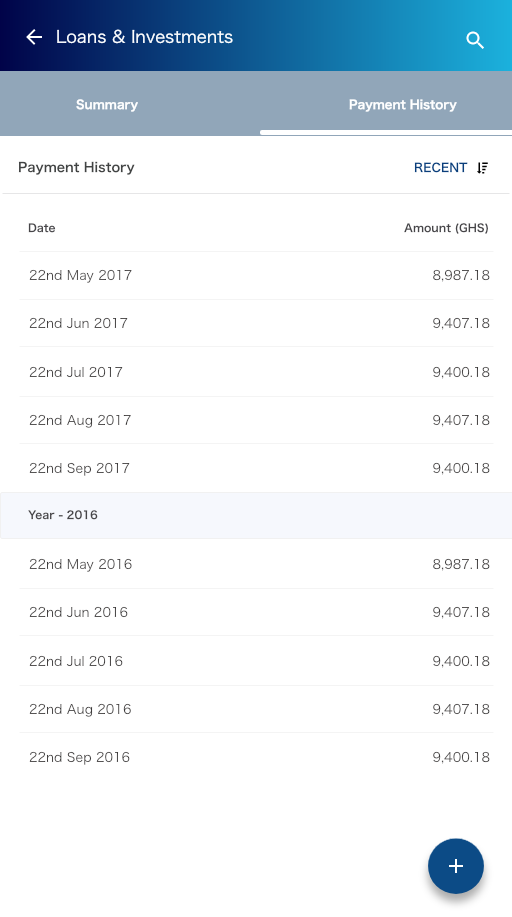 Loans & Investments
Summary Payment History
Payment History RECENT
Date Amount (GHS)
22nd May 2017 8,987.18
22nd Jun 2017 9,407.18
22nd Jul 2017 9,400.18
22nd Aug 2017 9,407.18
22nd Sep 2017 9,400.18
Year - 2016
22nd May 2016 8,987.18
22nd Jun 2016 9,407.18
22nd Jul 2016 9,400.18
22nd Aug 2016 9,407.18
22nd Sep 2016 9,400.18